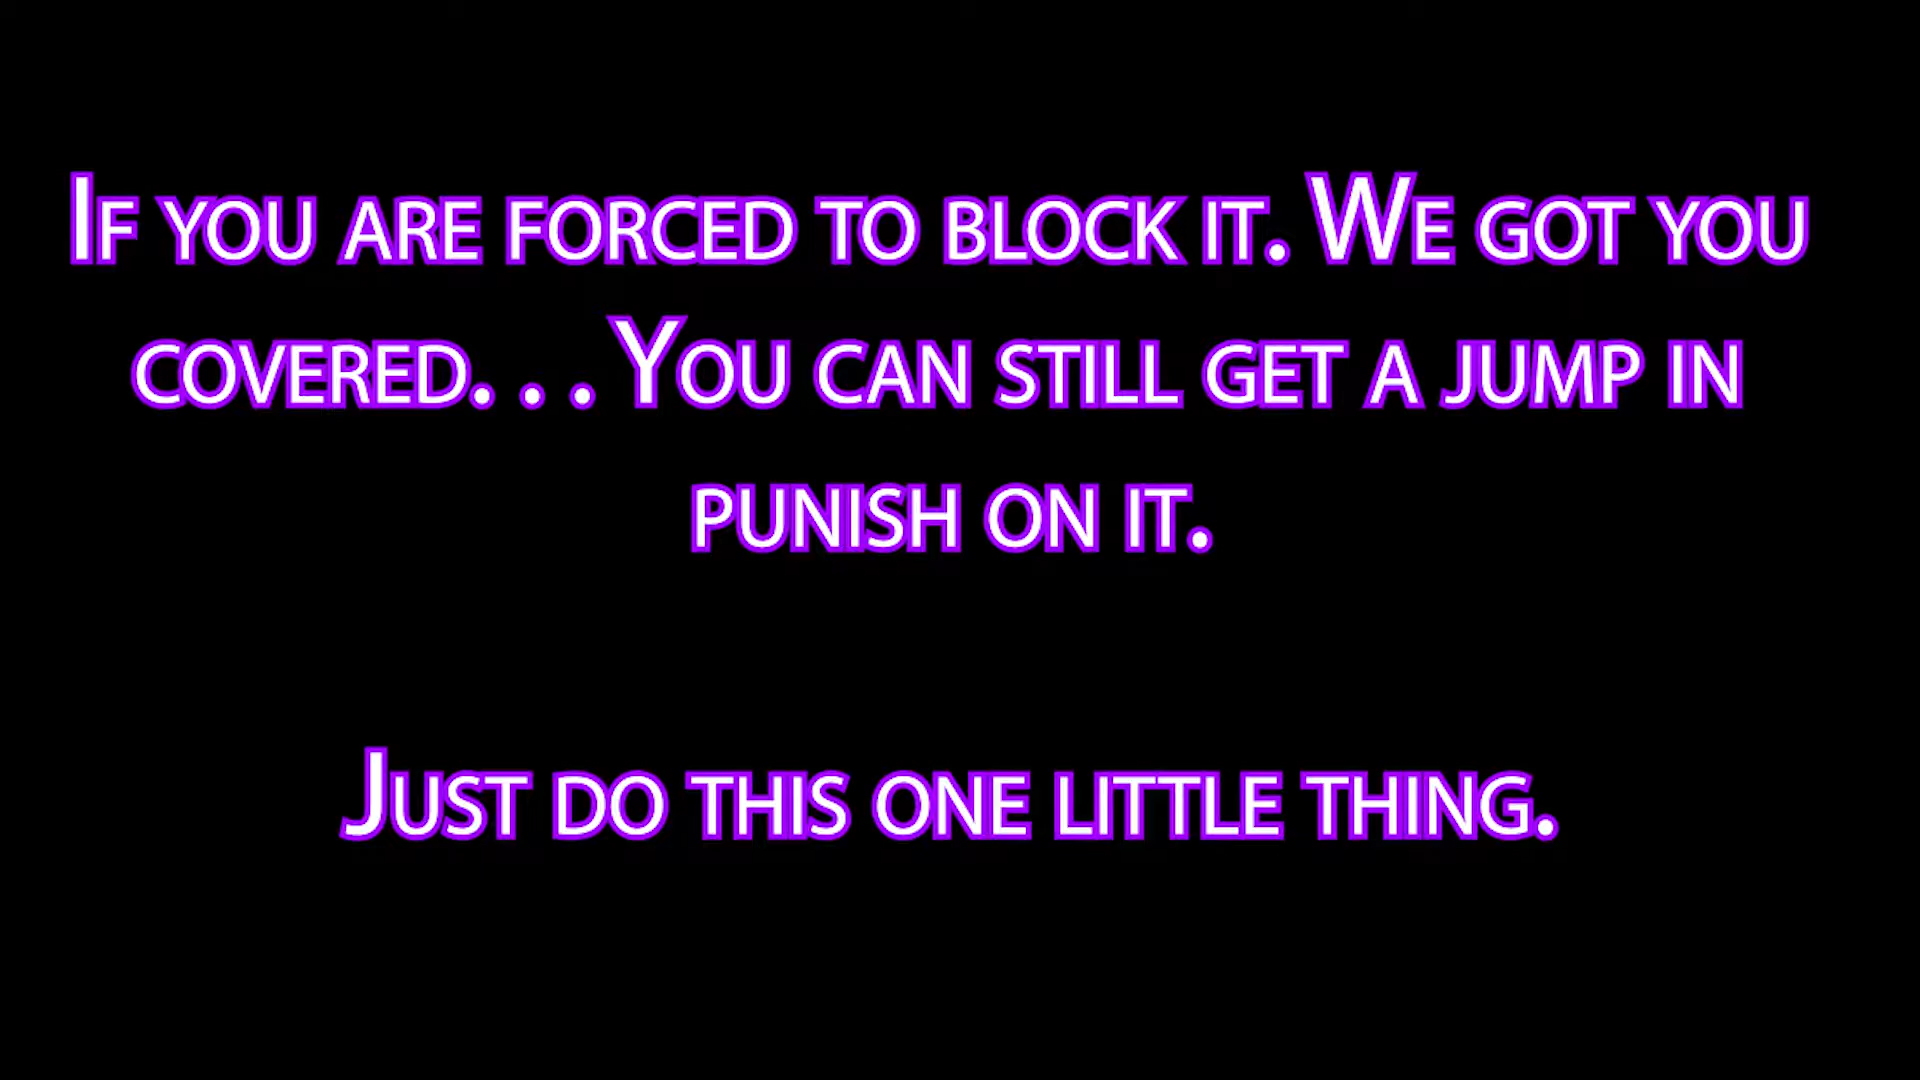 If you are forced to block it. We got you
covered. . . You can still get a jump in
punish on it.
Just do this one little thing.